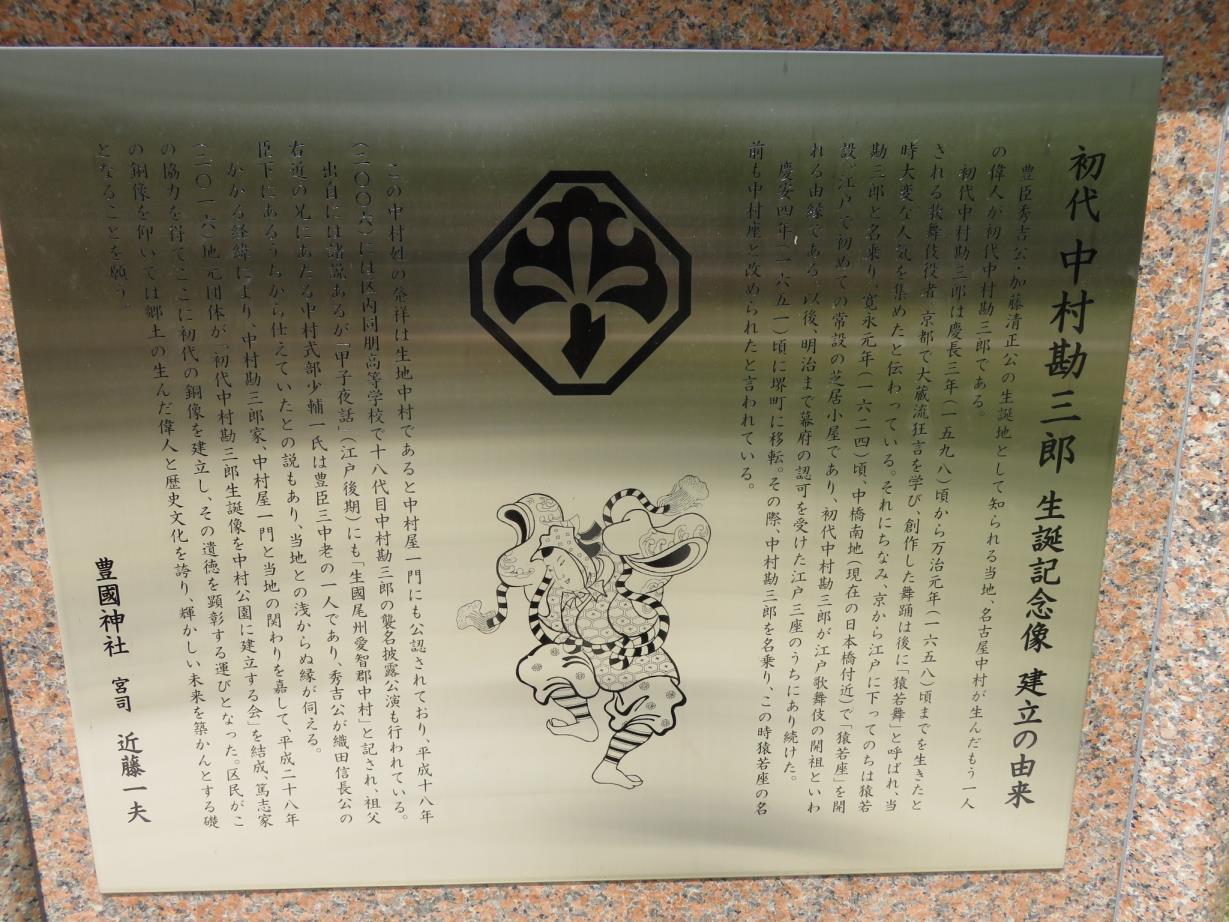 初代 中村勘三郎 生誕記念像 建立の由来
豊臣秀吉公・加藤清正公の生誕地として知られる当地、名古屋中村が生んだもう一人
の偉人が初代中村勘三郎である。
初代中村勘三郎は慶長三年(一五九八)頃から万治元年(一六五八)頃までを生きたと
される歌舞伎役者。京都で大蔵流狂言を学び、創作した舞踊は後に「猿若舞」と呼ばれ、当
時大変な人気を集めたと伝わっている。それにちなみ、京から江戸に下ってのちは猿若
勘三郎と名乗り、寛永元年(一六二四)頃、中橋南地(現在の日本橋付近)で「猿若座」を開
設。江戸で初めての常設の芝居小屋であり、初代中村勘三郎が江戸歌舞伎の開祖といわ
れる由縁である。以後、明治まで幕府の認可を受けた江戸三座のうちにあり続けた。
慶安四年(一六五一)頃に堺町に移転。その際、中村勘三郎を名乗り、この時猿若座の名
前も中村座と改められたと言われている。
この中村姓の発祥は生地中村であると中村屋一門にも公認されており、平成十八年
(二〇〇六)には区内同朋高等学校で十八代目中村勘三郎の襲名披露公演も行われている。
出自には諸説あるが「甲子夜話」(江戸後期)にも「生國尾州愛智郡中村」と記され、祖父
右近の兄にあたる中村式部少輔一氏は豊臣三中老の一人であり、秀吉公が織田信長公の
臣下にあるうちから仕えていたとの説もあり、当地との浅からぬ縁が伺える。
かかる経緯により、中村勘三郎家、中村屋一門と当地の関わりを嘉して、平成二十八年
(二〇一六)地元団体が「初代中村勘三郎生誕像を中村公園に建立する会」を結成、篤志家
の協力を得て、ここに初代の銅像を建立し、その遺徳を顕彰する運びとなった。区民がこ
の銅像を仰いでは郷土の生んだ偉人と歴史文化を誇り、輝かしい未来を築かんとする礎
となることを願う。
豊國神社 宮司 近藤一夫